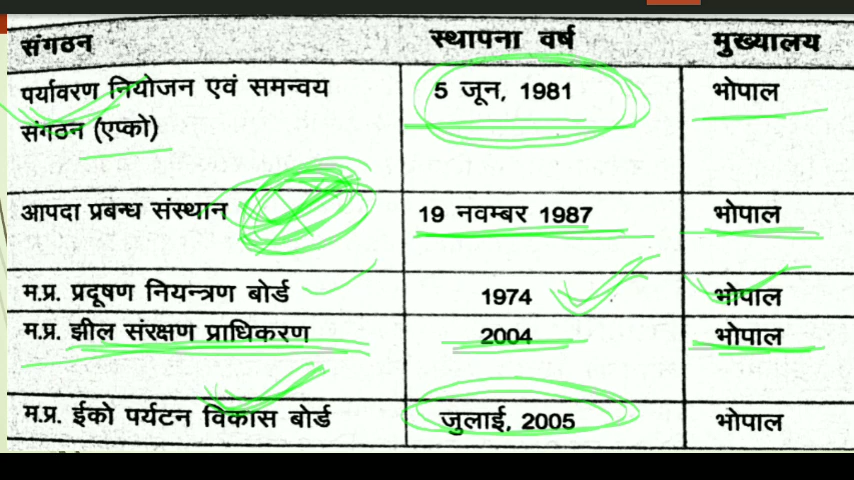 संगठन स्थापना वर्ष मुख्यालय
पर्यावरण नियोजन एवं समन्वय 5 जून, 1981 भोपाल
संगठन (एप्को)
आपदा प्रबन्ध संस्थान 19 नवम्बर 1987 भोपाल
म.प्र. प्रदूषण नियन्त्रण बोर्ड 1974 भोपाल
म.प्र. झील संरक्षण प्राधिकरण 2004 भोपाल
म.प्र. ईको पर्यटन विकास बोर्ड जुलाई, 2005 भोपाल